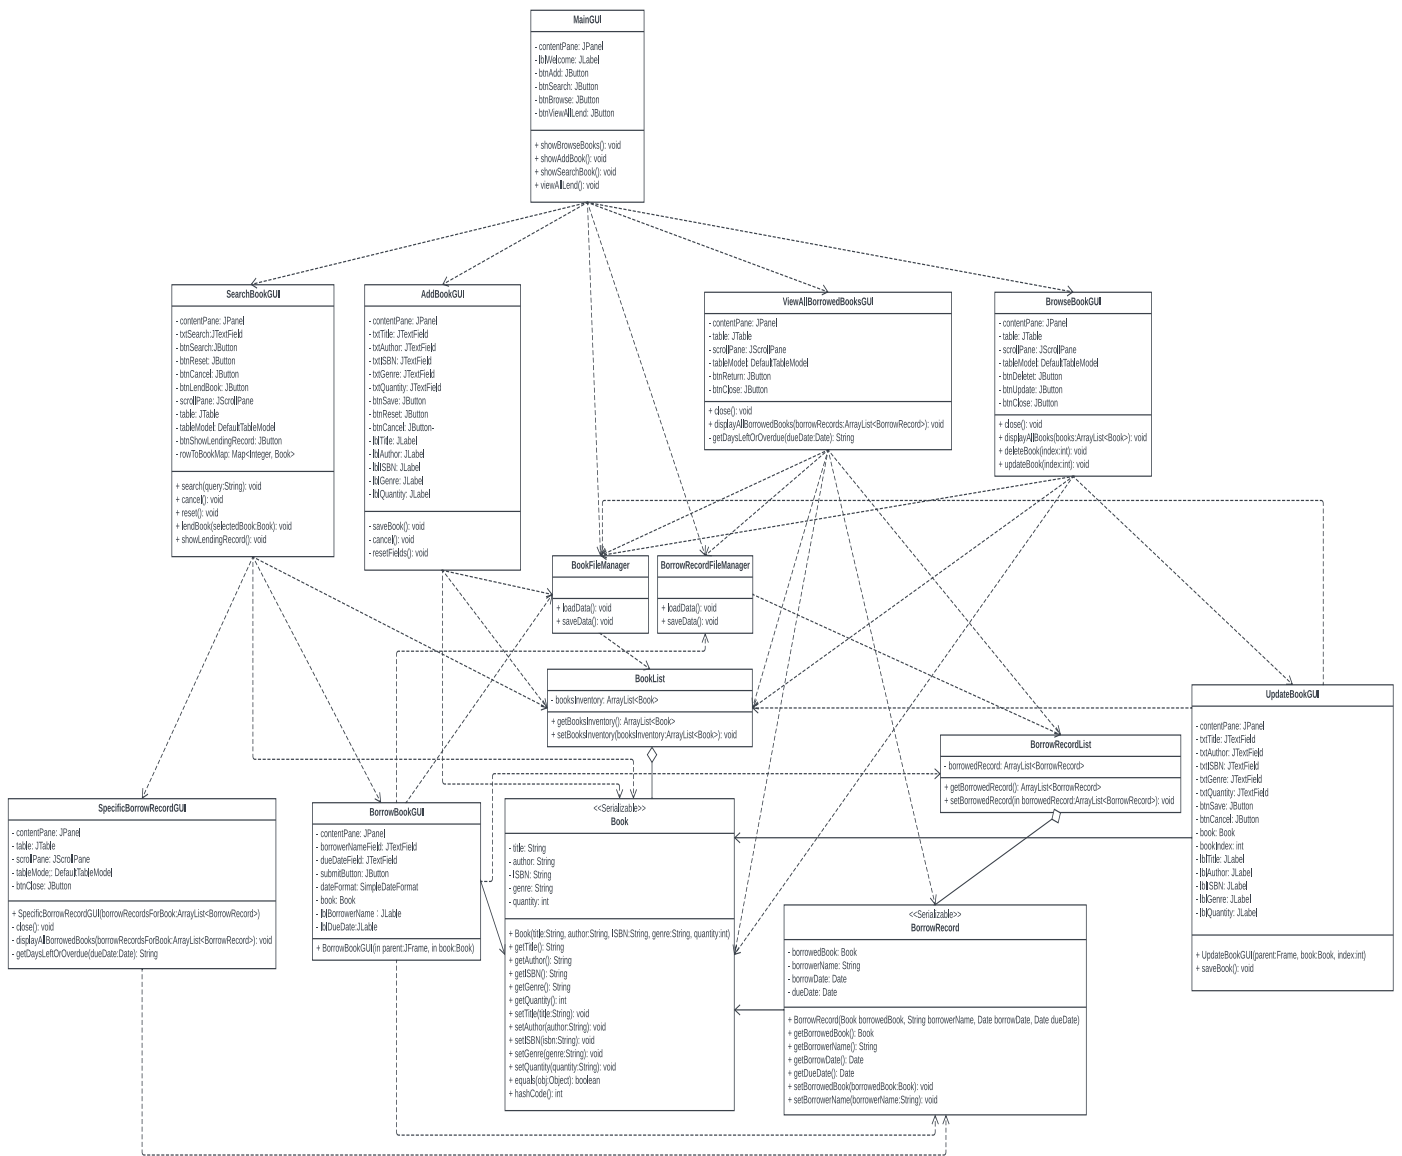 MainGUI
- contentPane: JPanel
- lblWelcome: JLabel
- btnAdd: JButton
- btnSearch: JButton
- btnBrowse: JButton
- btnViewAllLend: JButton
+ showBrowseBooks(): void
+ showAddBook(): void
+ showSearchBook(): void
+ viewAllLend(): void
SearchBookGUI
- contentPane: JPanel
- txtSearch:JTextField
- btnSearch:JButton
- btnReset: JButton
- btnCancel: JButton
- btnLendBook: JButton
- scrollPane: JScrollPane
- table: JTable
- tableModel: DefaultTableModel
- btnShowLendingRecord: JButton
- rowToBookMap: Map<Integer, Book>
+ search(query:String): void
+ cancel(): void
+ reset(): void
+ lendBook(selectedBook:Book): void
+ showLendingRecord(): void
AddBookGUI
- contentPane: JPanel
- txtTitle: JTextField
- txtAuthor: JTextField
- txtISBN: JTextField
- txtGenre: JTextField
- txtQuantity: JTextField
- btnSave: JButton
- btnReset: JButton
- btnCancel: JButton-
- lblTitle: JLabel
- lblAuthor: JLabel
- lblISBN: JLabel
- lblGenre: JLabel
- lblQuantity: JLabel
- saveBook(): void
- cancel(): void
- resetFields(): void
ViewAllBorrowedBooksGUI
- contentPane: JPanel
- table: JTable
- scrollPane: JScrollPane
- tableModel: DefaultTableModel
- btnReturn: JButton
- btnClose: JButton
+ close(): void
+ displayAllBorrowedBooks(borrowRecords:ArrayList<BorrowRecord>): void
- getDaysLeftOrOverdue(dueDate:Date): String
BrowseBookGUI
- contentPane: JPanel
- table: JTable
- scrollPane: JScrollPane
- tableModel: DefaultTableModel
- btnDeletet: JButton
- btnUpdate: JButton
- btnClose: JButton
+ close(): void
+ displayAllBooks(books:ArrayList<Book>): void
+ deleteBook(index:int): void
+ updateBook(index:int): void
BookFileManager
+ loadData(): void
+ saveData(): void
BorrowRecordFileManager
+ loadData(): void
+ saveData(): void
BookList
- booksInventory: ArrayList<Book>
+ getBooksInventory(): ArrayList<Book>
+ setBooksInventory(booksInventory:ArrayList<Book>): void
UpdateBookGUI
- contentPane: JPanel
- txtTitle: JTextField
- txtAuthor: JTextField
- txtISBN: JTextField
- txtGenre: JTextField
- txtQuantity: JTextField
- btnSave: JButton
- btnCancel: JButton
- book: Book
- bookIndex: int
- lblTitle: JLabel
- lblAuthor: JLabel
- lblISBN: JLabel
- lblGenre: JLabel
- lblQuantity: JLabel
+ UpdateBookGUI(parent:Frame, book:Book, index:int)
+ saveBook(): void
BorrowRecordList
- borrowedRecord: ArrayList<BorrowRecord>
+ getBorrowedRecord(): ArrayList<BorrowRecord>
+ setBorrowedRecord(in borrowedRecord:ArrayList<BorrowRecord>): void
SpecificBorrowRecordGUI
- contentPane: JPanel
- table: JTable
- scrollPane: JScrollPane
- tableMode;: DefaultTableModel
- btnClose: JButton
+ SpecificBorrowRecordGUI(borrowRecordsForBook:ArrayList<BorrowRecord>)
- close(): void
- displayAllBorrowedBooks(borrowRecordsForBook:ArrayList<BorrowRecord>): void
- getDaysLeftOrOverdue(dueDate:Date): String
BorrowBookGUI
- contentPane: JPanel
- borrowerNameField: JTextField
- dueDateField: JTextField
- submitButton: JButton
- dateFormat: SimpleDateFormat
- book: Book
- lblBorrowerName : JLable
- lblDueDate:JLable
+ BorrowBookGUI(in parent:JFrame, in book:Book)
<<Serializable>>
Book
- title: String
- author: String
- ISBN: String
- genre: String
- quantity: int
+ Book(title:String, author:String, ISBN:String, genre:String, quantity:int)
+ getTitle(): String
+ getAuthor(): String
+ getISBN(): String
+ getGenre(): String
+ getQuantity(): int
+ setTitle(title:String): void
+ setAuthor(author:String): void
+ setISBN(isbn:String): void
+ setGenre(genre:String): void
+ setQuantity(quantity:String): void
+ equals(obj:Object): boolean
+ hashCode(): int
<<Serializable>>
BorrowRecord
- borrowedBook: Book
- borrowerName: String
- borrowDate: Date
- dueDate: Date
+ BorrowRecord(Book borrowedBook, String borrowerName, Date borrowDate, Date dueDate)
+ getBorrowedBook(): Book
+ getBorrowerName(): String
+ getBorrowDate(): Date
+ getDueDate(): Date
+ setBorrowedBook(borrowedBook:Book): void
+ setBorrowerName(borrowerName:String): void